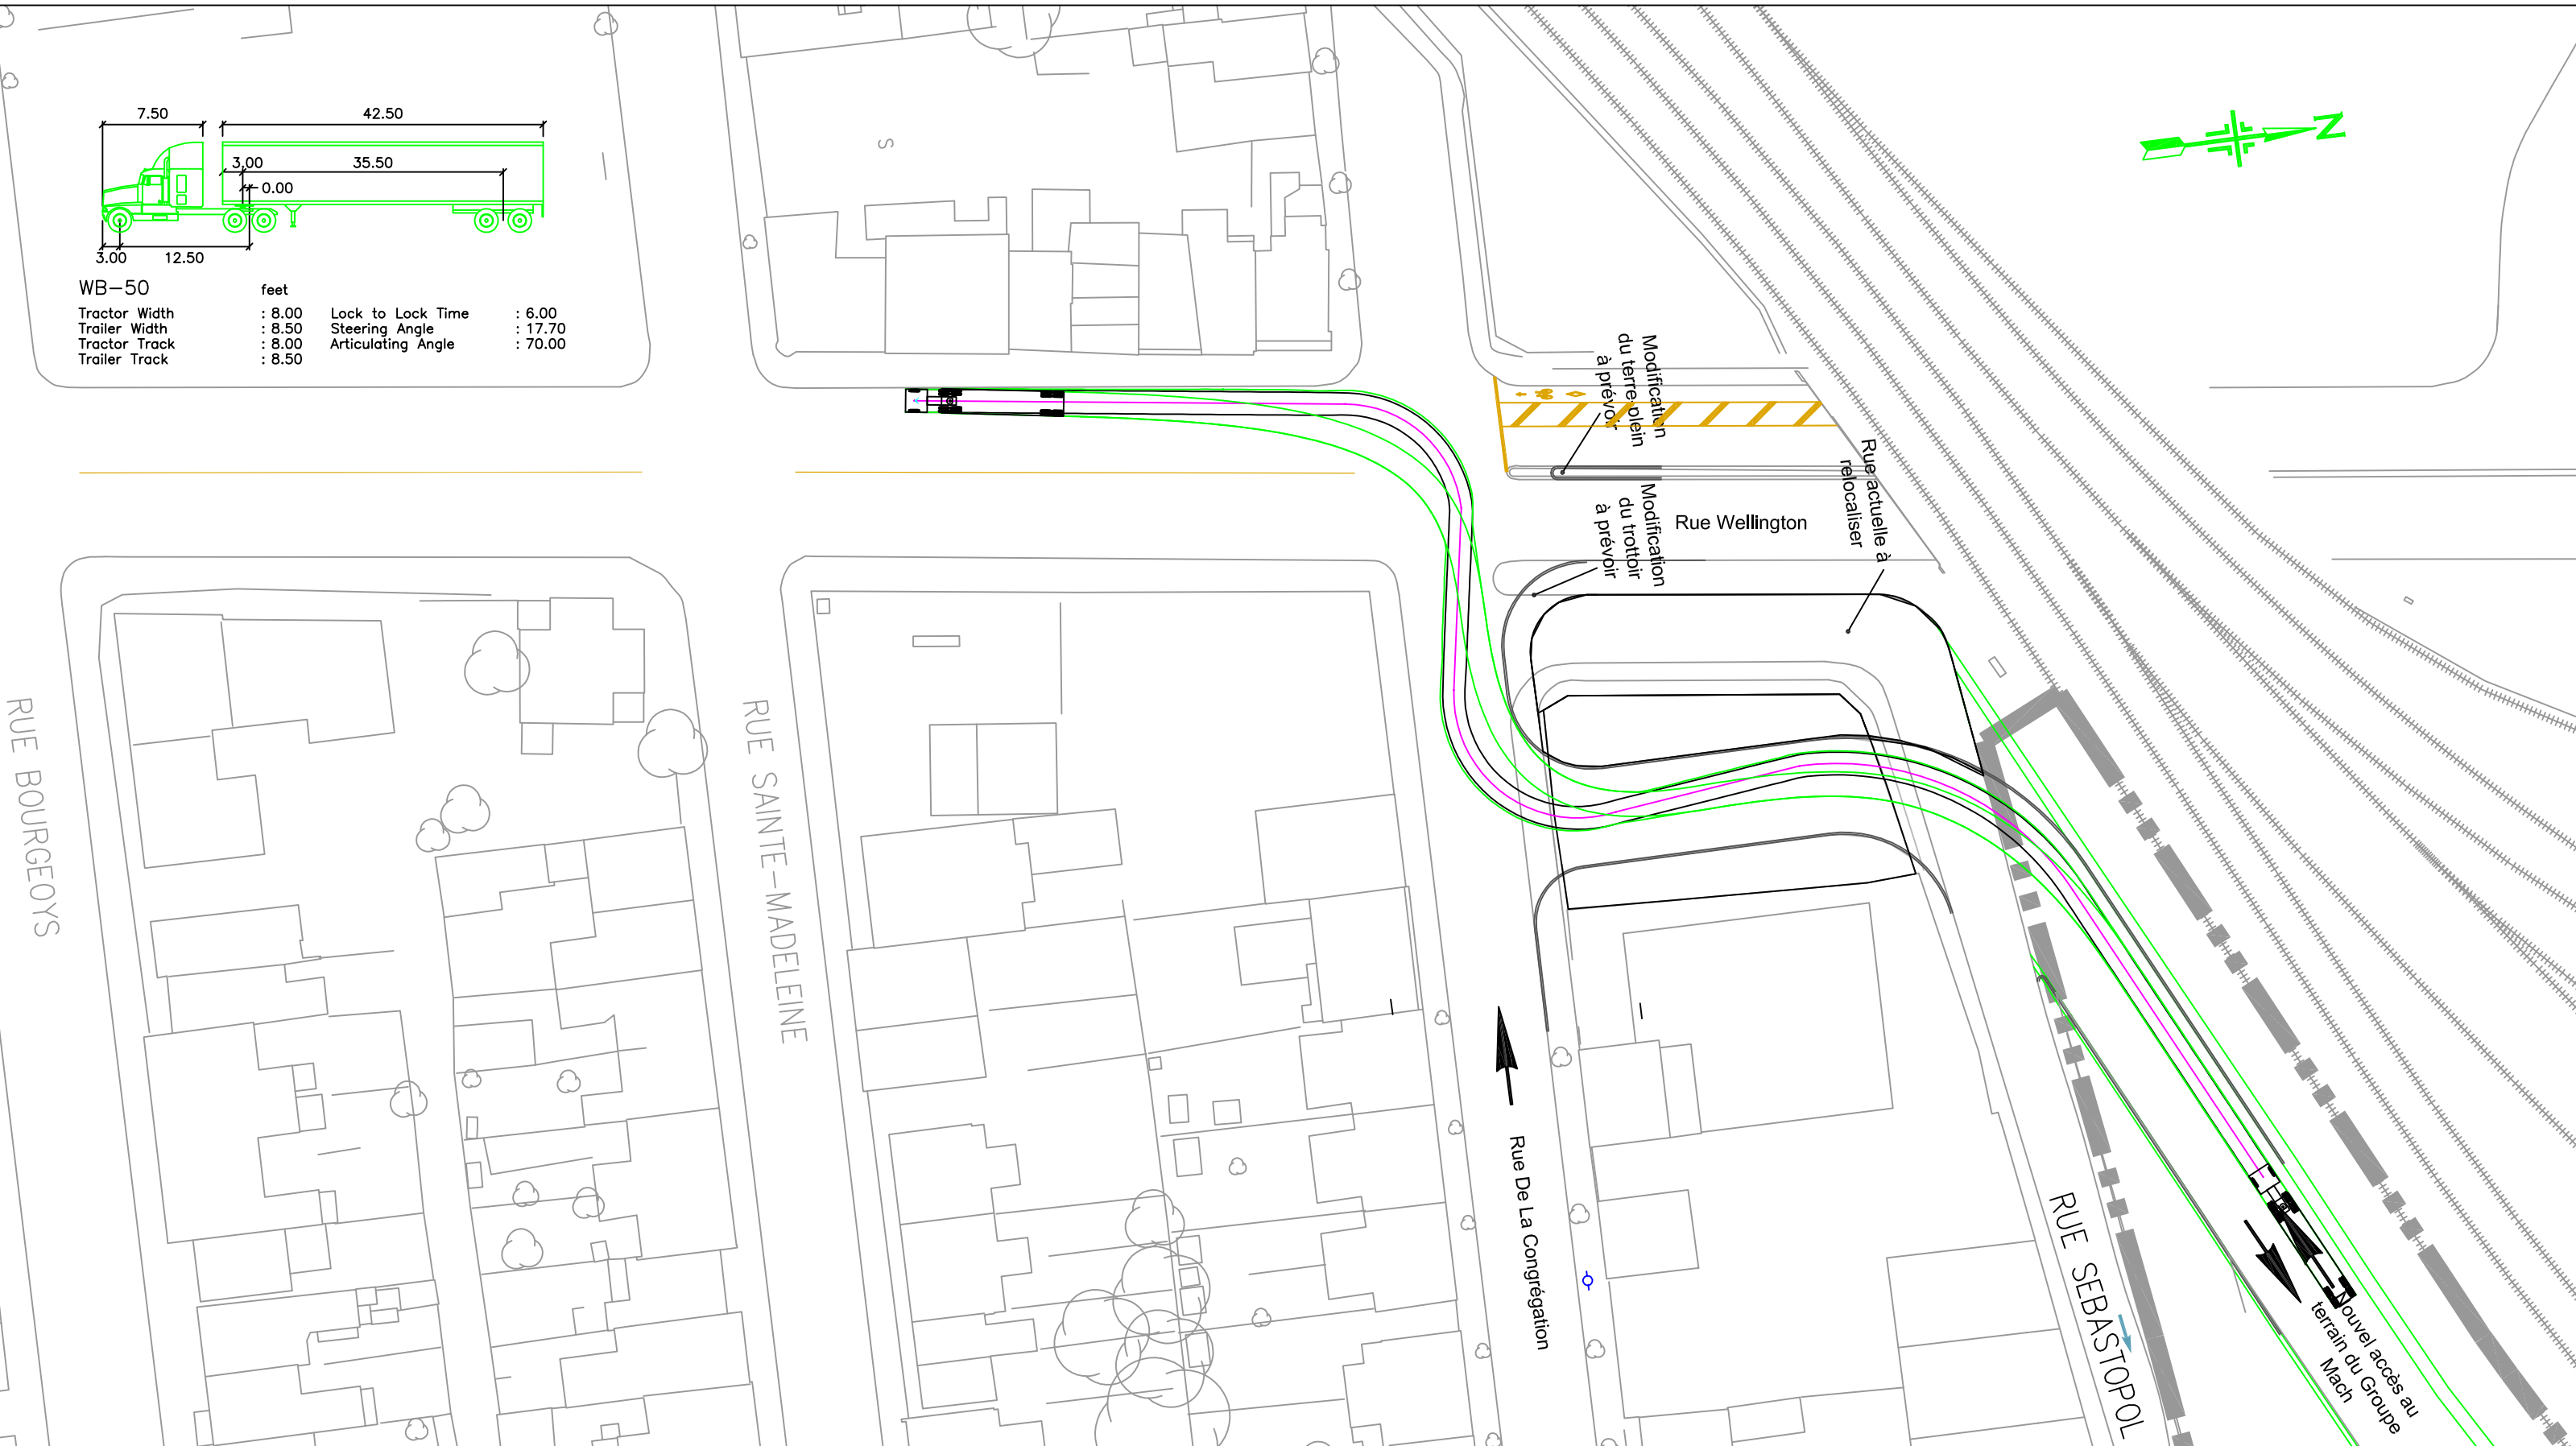 7.50
42.50
3.00
35.50
0.00
3.00
12.50
WB-50
feet
Tractor Width : 8.00 Lock to Lock Time : 6.00
Trailer Width : 8.50 Steering Angle : 17.70
Tractor Track : 8.00 Articulating Angle : 70.00
Trailer Track : 8.50
S
N
Modification
du terre-plein
à prévoir
Rue actuelle à
relocaliser
Modification
du trottoir
à prévoir
Rue Wellington
RUE BOURGEOYS
RUE SAINTE-MADELEINE
Rue De La Congrégation
RUE SEBASTOPOL
Nouvel accès au
terrain du Groupe
Mach